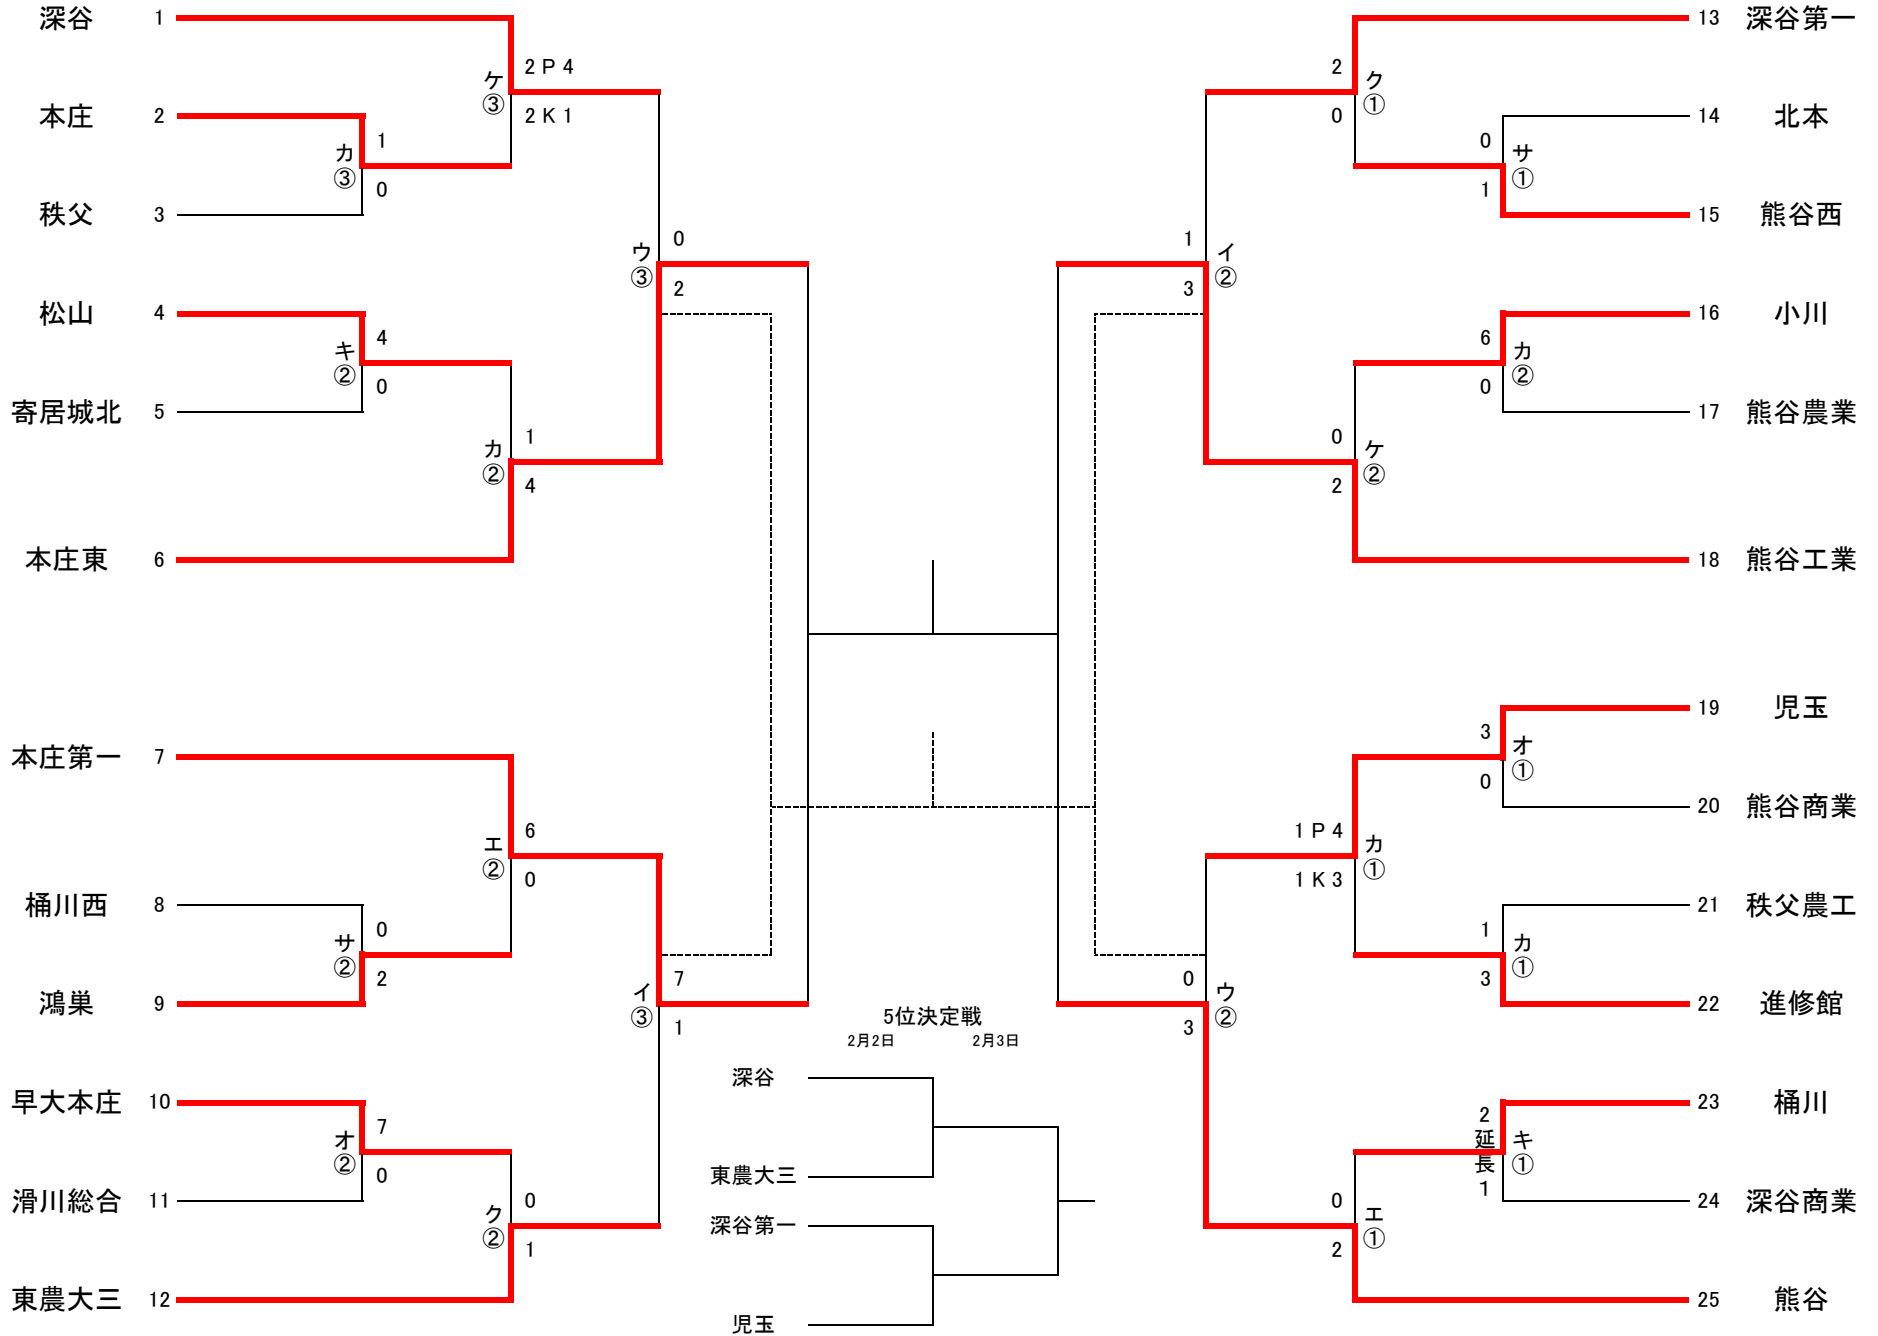 深谷 1
2 P 4
ケ
③
2 K 1
本庄 2
1
カ
③
0
秩父 3
0
ウ
③
2
松山 4
4
キ
②
0
寄居城北 5
1
カ
②
4
本庄東 6
本庄第一 7
6
エ
②
0
桶川西 8
0
サ
②
2
鴻巣 9
7
イ
③
1
早大本庄 10
7
オ
②
0
滑川総合 11
0
ク
②
1
東農大三 12
13 深谷第一
2
ク
①
0
14 北本
0
サ
①
1
15 熊谷西
1
イ
②
3
16 小川
6
カ
②
0
17 熊谷農業
0
ケ
②
2
18 熊谷工業
19 児玉
3
オ
①
0
20 熊谷商業
1 P 4
カ
①
1 K 3
21 秩父農工
1
カ
①
3
22 進修館
0
ウ
②
3
23 桶川
2
延長
キ
①
1
24 深谷商業
0
エ
①
2
25 熊谷
5位決定戦
2月2日 2月3日
深谷
東農大三
深谷第一
児玉